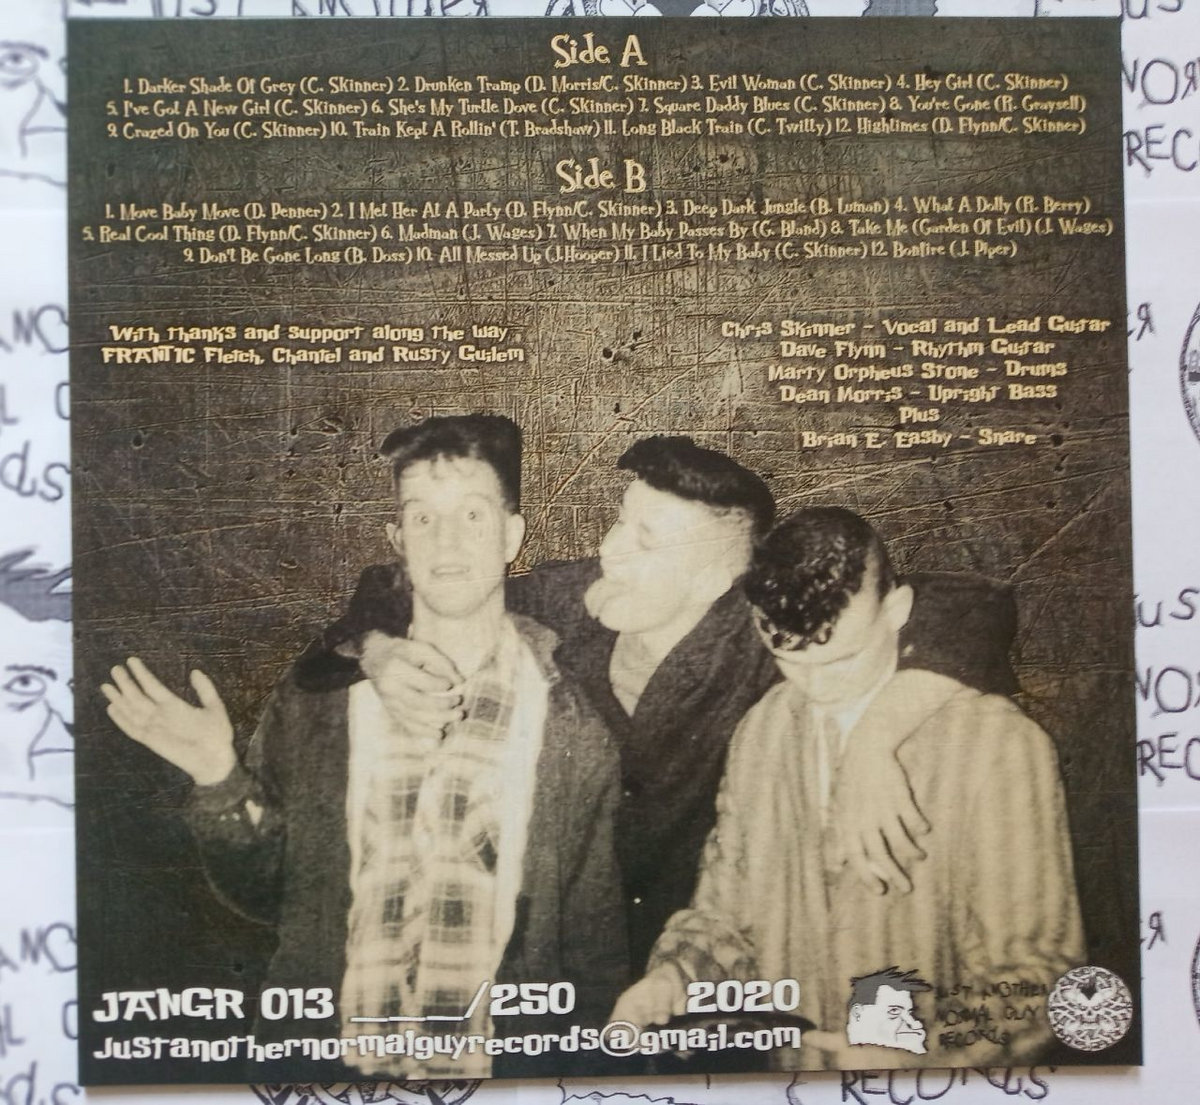 Side A
1. Darker Shade Of Grey (C. Skinner) 2. Drunken Tramp (D. Morris/C. Skinner) 3. Evil Woman (C. Skinner) 4. Hey Girl (C. Skinner)
5. I've Got A New Girl (C. Skinner) 6. She's My Turtle Dove (C. Skinner) 7. Square Daddy Blues (C. Skinner) 8. You're Gone (R. Graysell)
9. Crazed On You (C. Skinner) 10. Train Kept A Rollin' (T. Bradshaw) 11. Long Black Train (C. Twitty) 12. Hightimes (D. Flynn/C. Skinner)
Side B
1. Move Baby Move (D. Penner) 2. I Met Her At A Party (D. Flynn/C. Skinner) 3. Deep Dark Jungle (B. Luman) 4. What A Dolly (R. Berry)
5. Real Cool Thing (D. Flynn/C. Skinner) 6. Madman (J. Wages) 7. When My Baby Passes By (G. Bland) 8. Take Me (Garden Of Evil) (J. Wages)
9. Don't Be Gone Long (B. Doss) 10. All Messed Up (J.Hooper) 11. I Lied To My Baby (C. Skinner) 12. Bonfire (J. Piper)
With thanks and support along the way,
FRANTIC Fletch, Chantel and Rusty Guilem
Chris Skinner - Vocal and Lead Guitar
Dave Flynn - Rhythm Guitar
Marty Orpheus Stone - Drums
Dean Morris - Upright Bass
Plus
Brian E. Easby - Snare
JANGR 013 ____/250 2020
justanothernormalguyrecords@gmail.com
JUST ANOTHER
NORMAL GUY
RECORDS